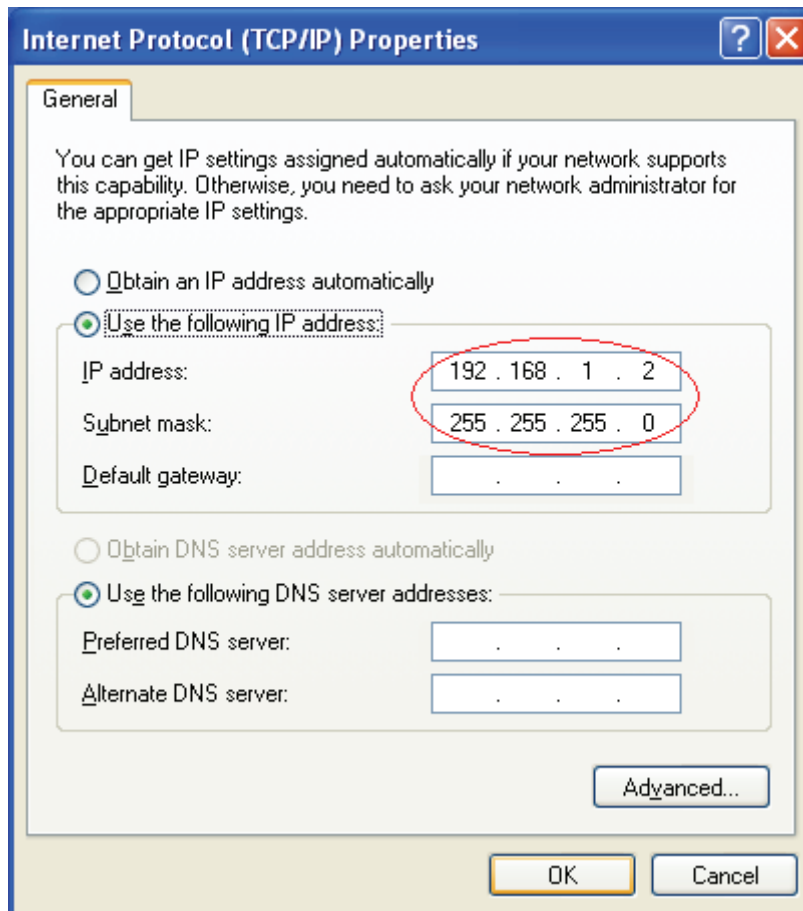 Internet Protocol (TCP/IP) Properties
General
You can get IP settings assigned automatically if your network supports
this capability. Otherwise, you need to ask your network administrator for
the appropriate IP settings.
Obtain an IP address automatically
Use the following IP address:
IP address: 192 . 168 . 1 . 2
Subnet mask: 255 . 255 . 255 . 0
Default gateway: . . .
Obtain DNS server address automatically
Use the following DNS server addresses:
Preferred DNS server: . . .
Alternate DNS server: . . .
Advanced...
OK Cancel